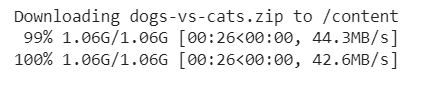 Downloading dogs-vs-cats.zip to /content
99% 1.06G/1.06G [00:26<00:00, 44.3MB/s]
100% 1.06G/1.06G [00:26<00:00, 42.6MB/s]